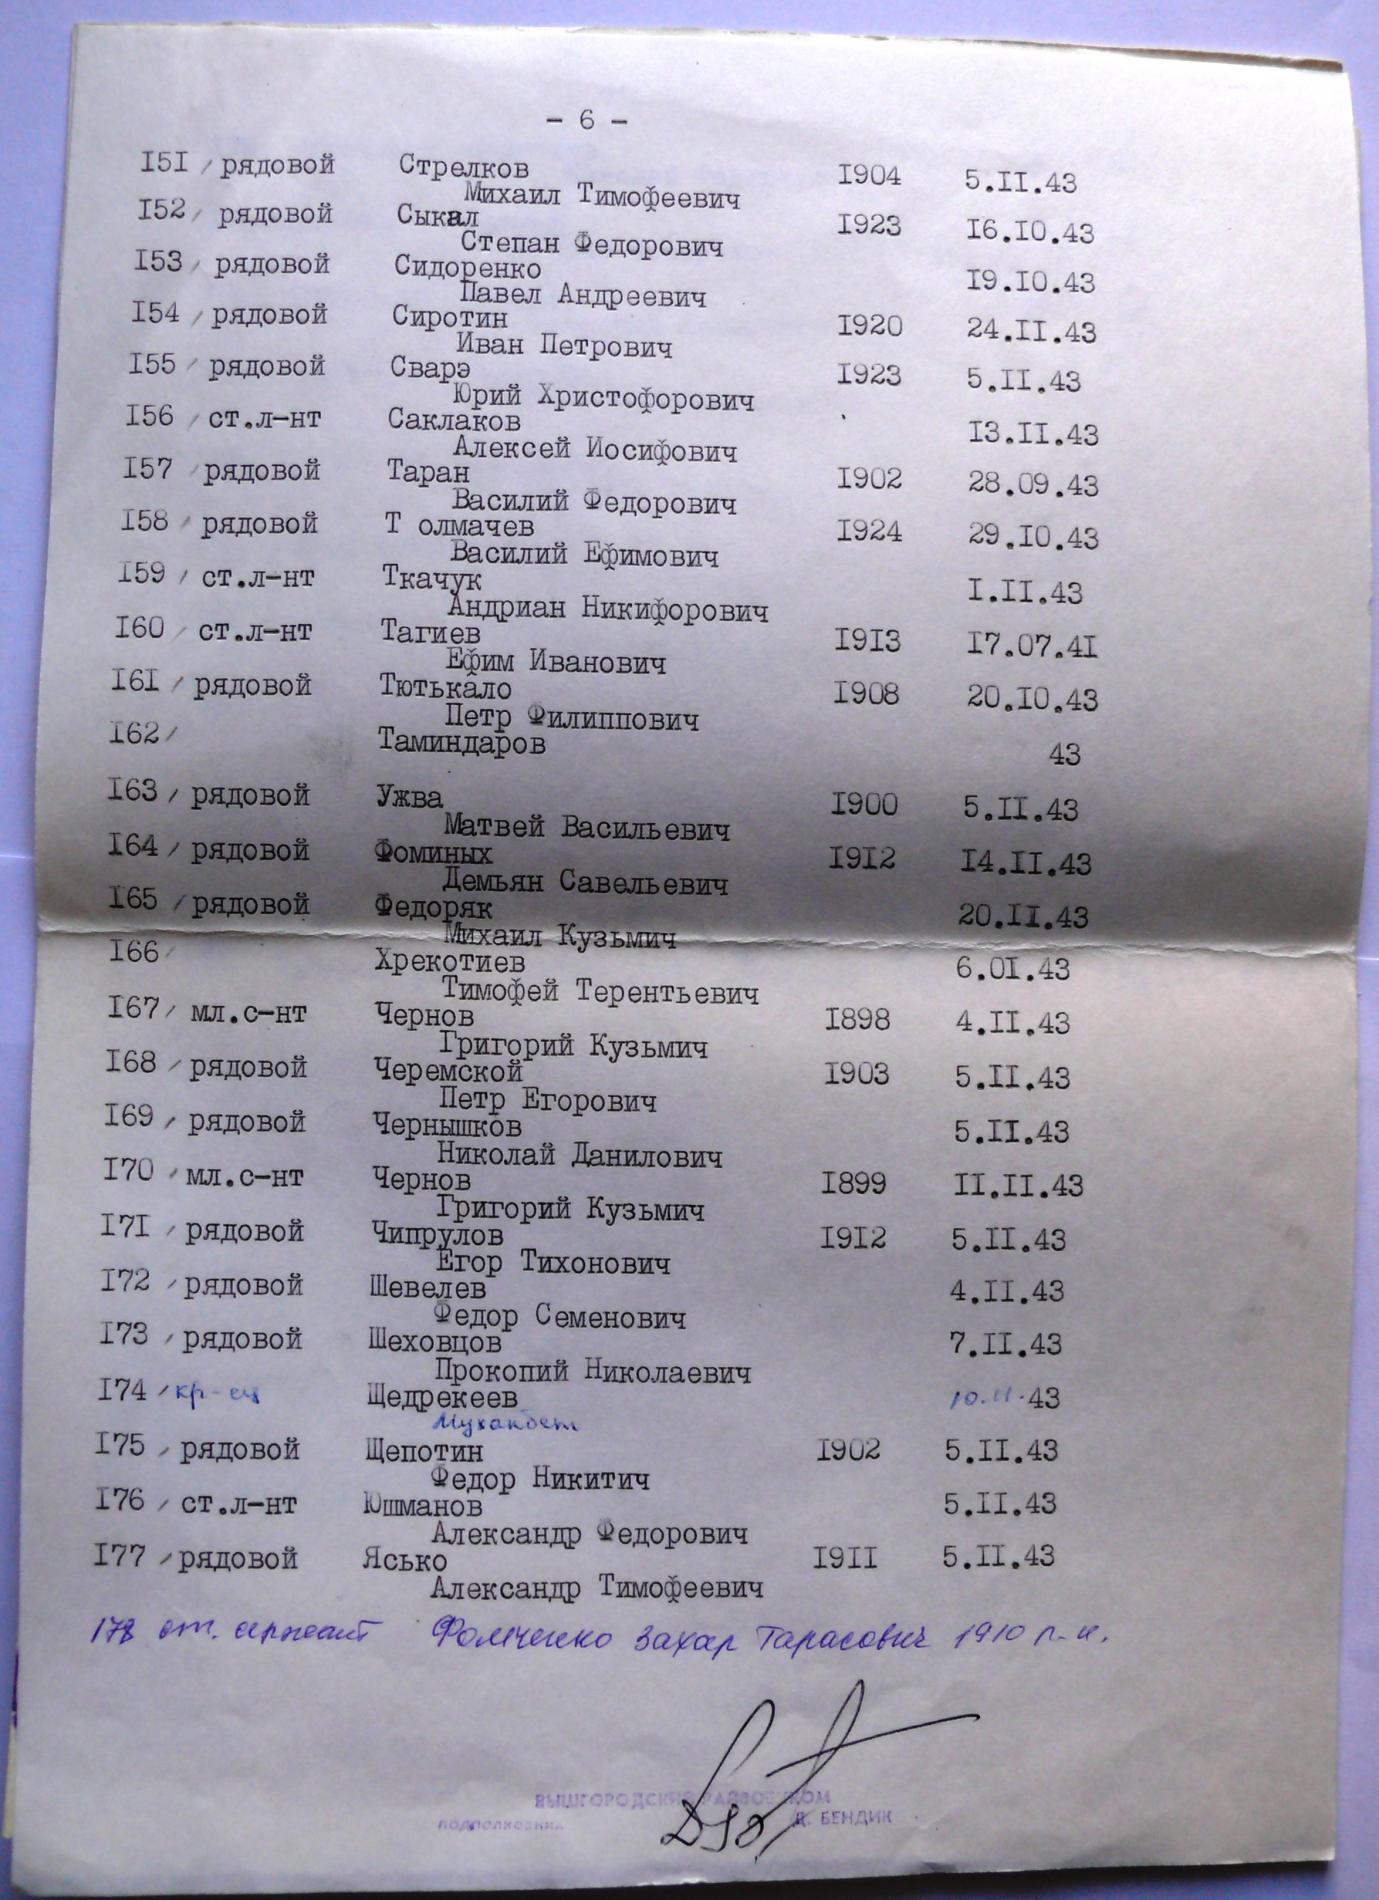 - 6 -
I5I / рядовой Стрелков I904 5.II.43
Михаил Тимофеевич
I52 / рядовой Сыкал I923 I6.I0.43
Степан Федорович
I53 / рядовой Сидоренко I9.I0.43
Павел Андреевич
I54 / рядовой Сиротин I920 24.II.43
Иван Петрович
I55 / рядовой Сварэ I923 5.II.43
Юрий Христофорович
I56 / ст.л-нт Саклаков I3.II.43
Алексей Иосифович
I57 / рядовой Таран I902 28.09.43
Василий Федорович
I58 / рядовой Т олмачев I924 29.I0.43
Василий Ефимович
I59 / ст.л-нт Ткачук I.II.43
Андриан Никифорович
I60 / ст.л-нт Тагиев I9I3 I7.07.4I
Ефим Иванович
I6I / рядовой Тютькало I908 20.I0.43
Петр Филиппович
I62 / Таминдаров 43
I63 / рядовой Ужва I900 5.II.43
Матвей Васильевич
I64 / рядовой Фоминых I9I2 I4.II.43
Демьян Савельевич
I65 / рядовой Федоряк 20.II.43
Михаил Кузьмич
I66 / Хрекотиев 6.0I.43
Тимофей Терентьевич
I67 / мл.с-нт Чернов I898 4.II.43
Григорий Кузьмич
I68 / рядовой Черемской I903 5.II.43
Петр Егорович
I69 / рядовой Чернышков 5.II.43
Николай Данилович
I70 / мл.с-нт Чернов I899 II.II.43
Григорий Кузьмич
I7I / рядовой Чипрулов I9I2 5.II.43
Егор Тихонович
I72 / рядовой Шевелев 4.II.43
Федор Семенович
I73 / рядовой Шеховцов 7.II.43
Прокопий Николаевич
I74 / кр-ец Щедрекеев 10.11.43
Муханбет
I75 / рядовой Щепотин I902 5.II.43
Федор Никитич
I76 / ст.л-нт Юшманов 5.II.43
Александр Федорович
I77 / рядовой Ясько I9II 5.II.43
Александр Тимофеевич
178 ст. сержант Фомченко Захар Тарасович 1910 г.н.
ВЫШГОРОДСКИЙ РАЙВОЕНКОМ
ПОДПОЛКОВНИК Д. БЕНДИК